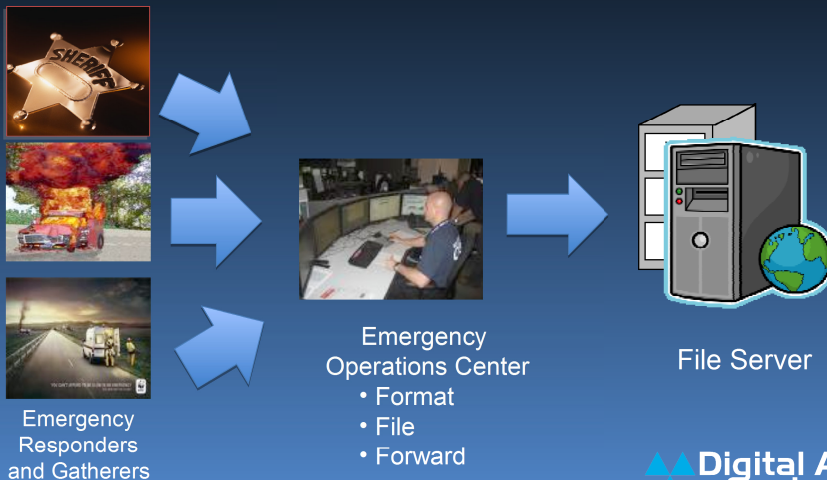 SHERIFF
Emergency
Responders
and Gatherers
Emergency
Operations Center
• Format
• File
• Forward
File Server
Digital A